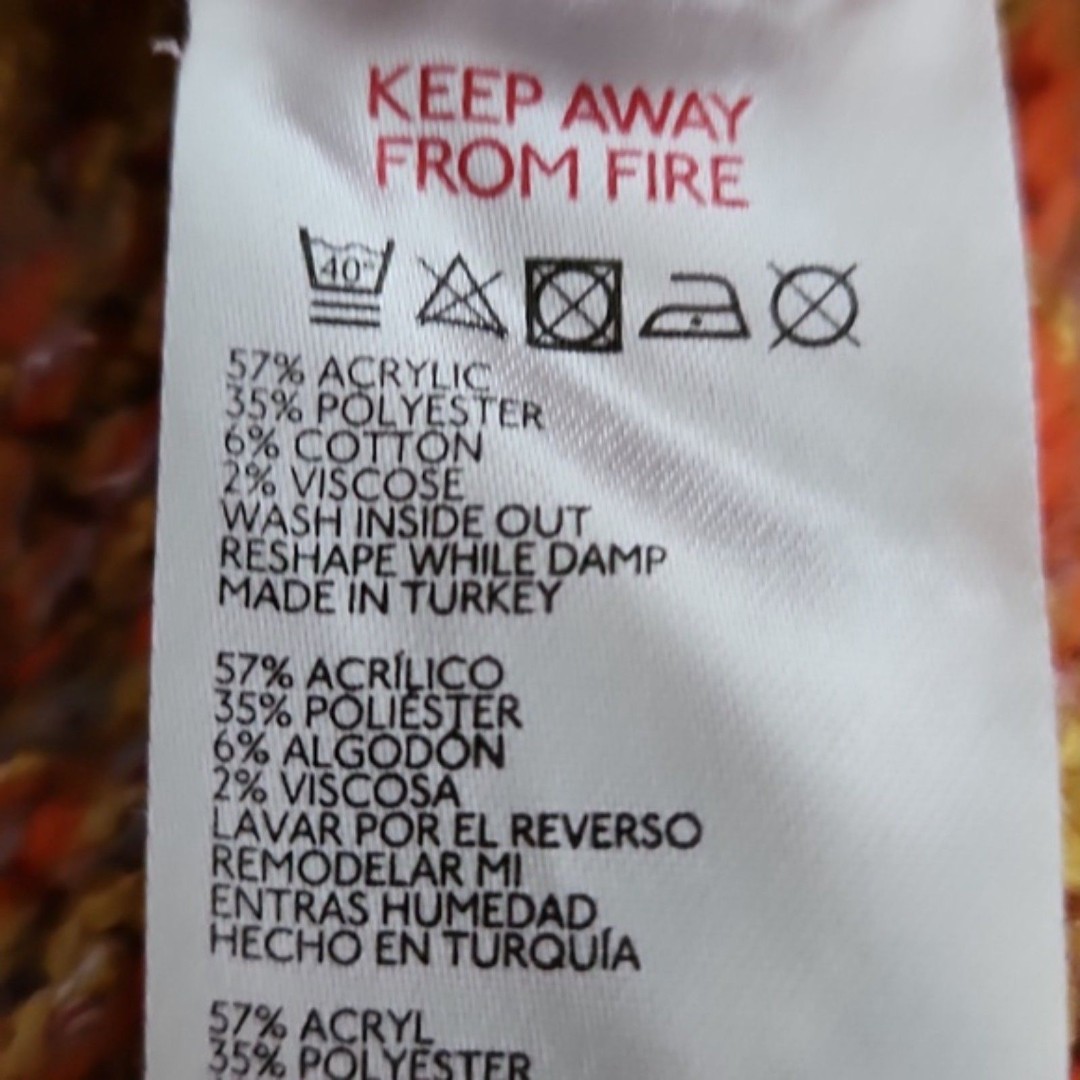 KEEP AWAY
FROM FIRE
40°
57% ACRYLIC
35% POLYESTER
6% COTTON
2% VISCOSE
WASH INSIDE OUT
RESHAPE WHILE DAMP
MADE IN TURKEY
57% ACRÍLICO
35% POLIÉSTER
6% ALGODÓN
2% VISCOSA
LAVAR POR EL REVERSO
REMODELAR MI
ENTRAS HUMEDAD
HECHO EN TURQUÍA
57% ACRYL
35% POLYESTER